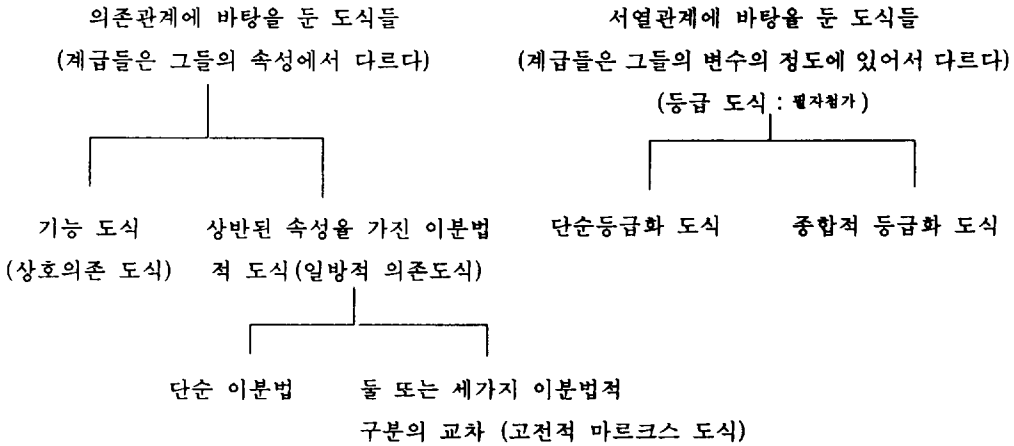 의존관계에 바탕을 둔 도식들
(계급들은 그들의 속성에서 다르다)
서열관계에 바탕을 둔 도식들
(계급들은 그들의 변수의 정도에 있어서 다르다)
(등급 도식 : 필자첨가)
기능 도식
(상호의존 도식)
상반된 속성을 가진 이분법
적 도식(일방적 의존도식)
단순등급화 도식
종합적 등급화 도식
단순 이분법
둘 또는 세가지 이분법적
구분의 교차 (고전적 마르크스 도식)